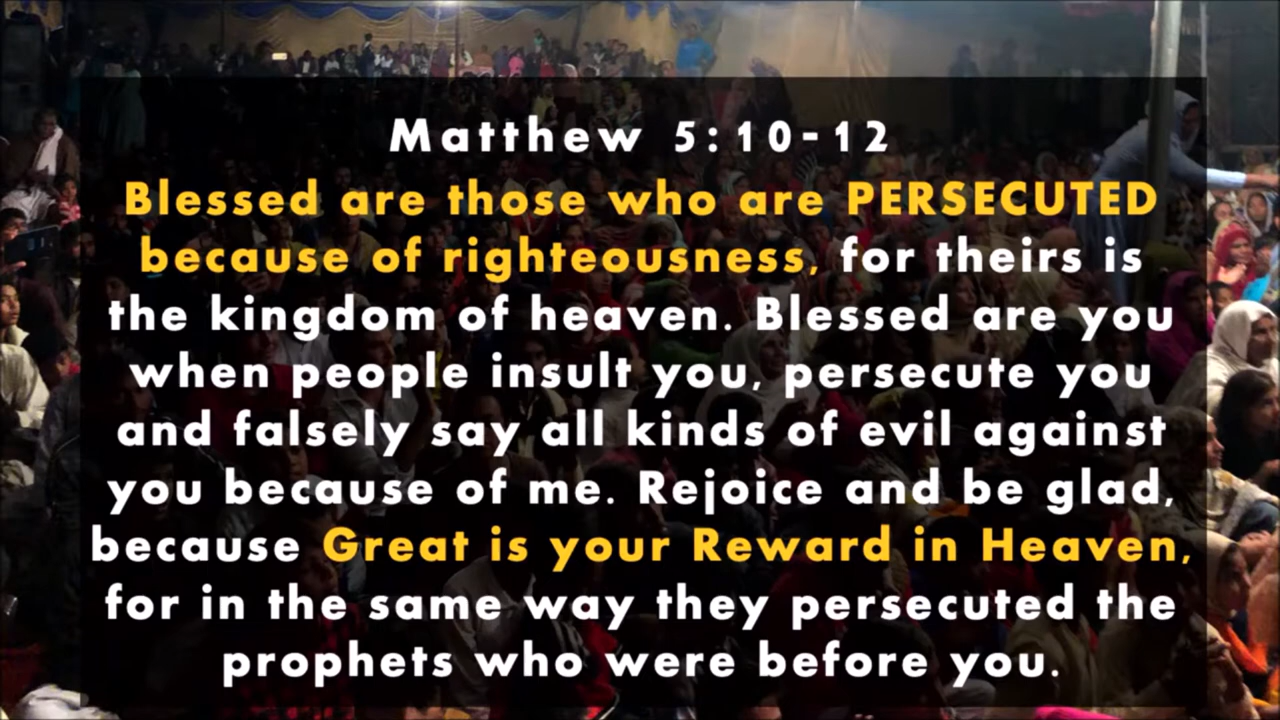 Matthew 5:10-12
Blessed are those who are PERSECUTED
because of righteousness, for theirs is
the kingdom of heaven. Blessed are you
when people insult you, persecute you
and falsely say all kinds of evil against
you because of me. Rejoice and be glad,
because Great is your Reward in Heaven,
for in the same way they persecuted the
prophets who were before you.